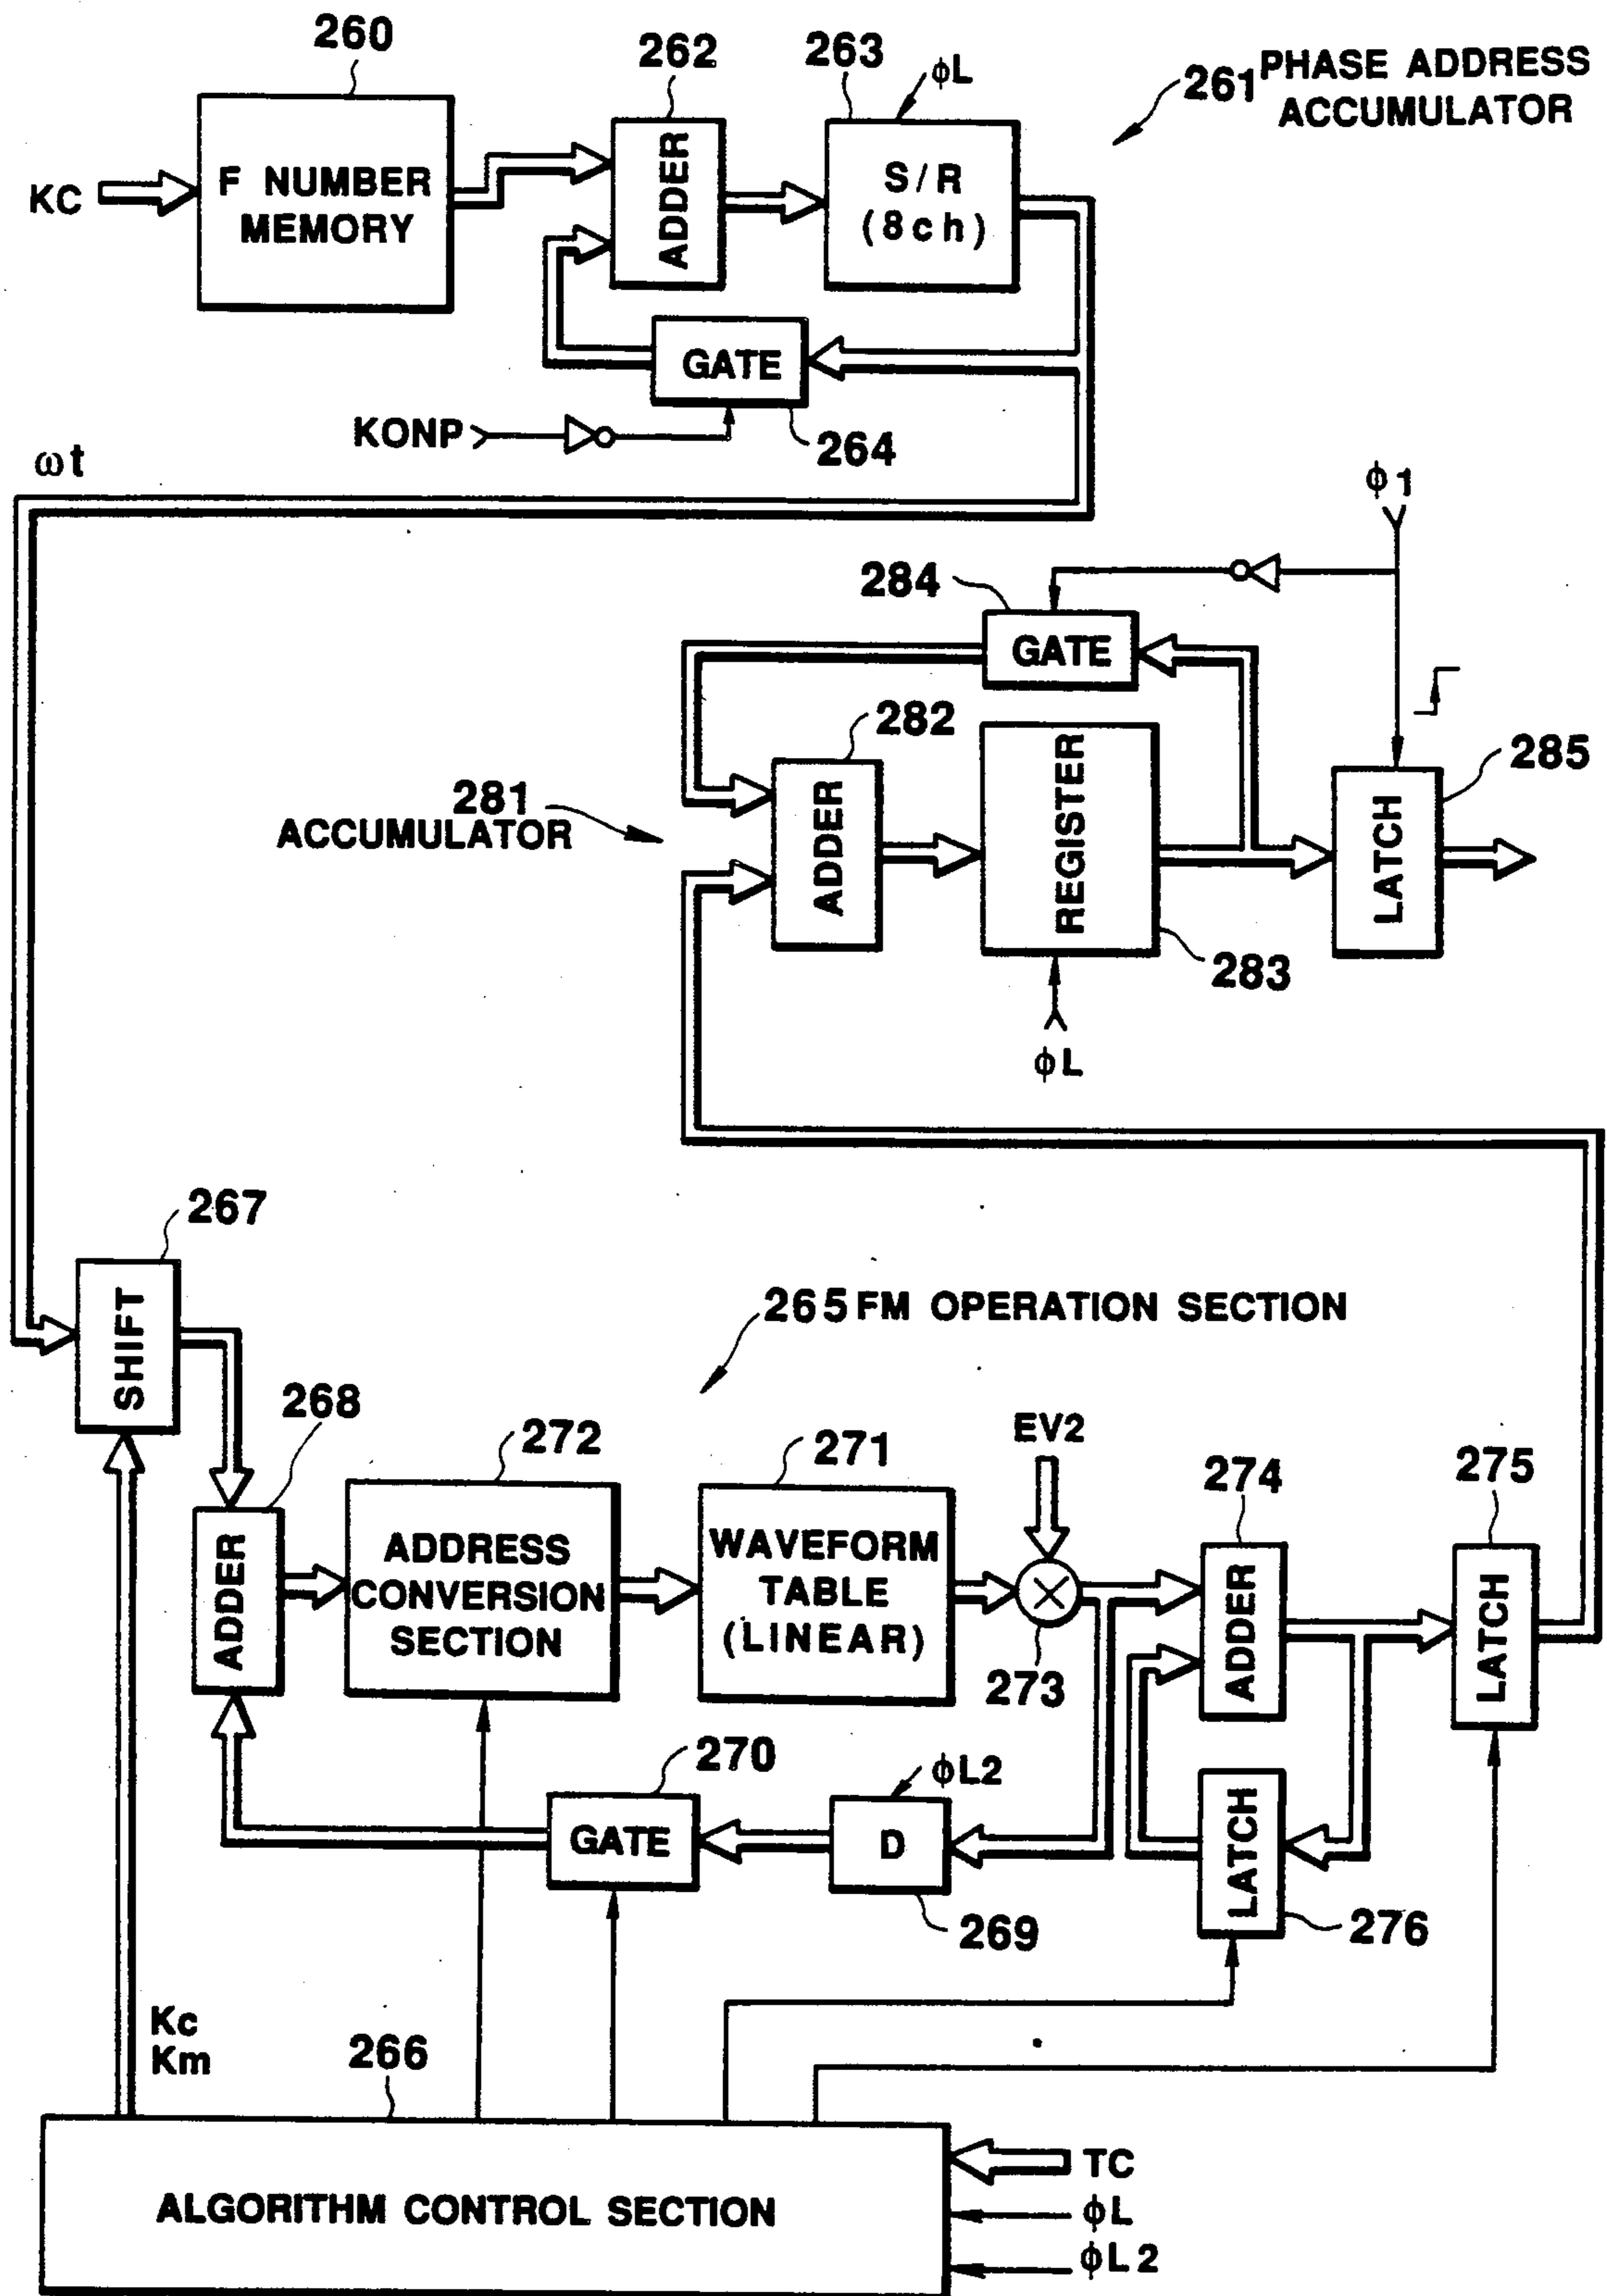 260
262
263
φL
261 PHASE ADDRESS
ACCUMULATOR
KC
F NUMBER
MEMORY
ADDER
S/R
(8ch)
GATE
KONP
264
ωt
φ1
284
GATE
282
281
ACCUMULATOR
ADDER
REGISTER
LATCH
285
283
φL
267
SHIFT
265 FM OPERATION SECTION
268
272
271
EV2
274
275
ADDER
ADDRESS
CONVERSION
SECTION
WAVEFORM
TABLE
(LINEAR)
273
ADDER
LATCH
270
φL2
GATE
D
LATCH
269
276
Kc
Km
266
ALGORITHM CONTROL SECTION
TC
φL
φL2